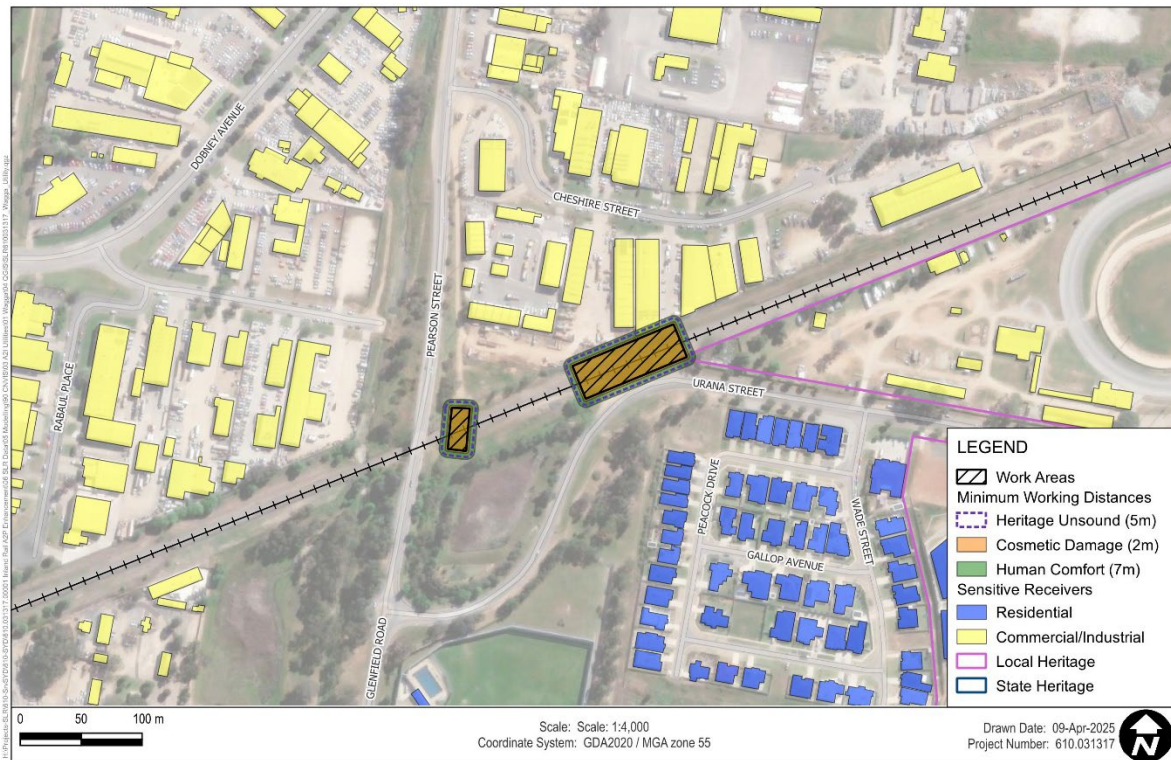 DOBNEY AVENUE
CHESHIRE STREET
PEARSON STREET
RABAUL PLACE
URANA STREET
PEACOCK DRIVE
WADE STREET
GALLOP AVENUE
GLENFIELD ROAD
LEGEND
Work Areas
Minimum Working Distances
Heritage Unsound (5m)
Cosmetic Damage (2m)
Human Comfort (7m)
Sensitive Receivers
Residential
Commercial/Industrial
Local Heritage
State Heritage
0 50 100 m
Scale: Scale: 1:4,000
Coordinate System: GDA2020 / MGA zone 55
Drawn Date: 09-Apr-2025
Project Number: 610.031317
N